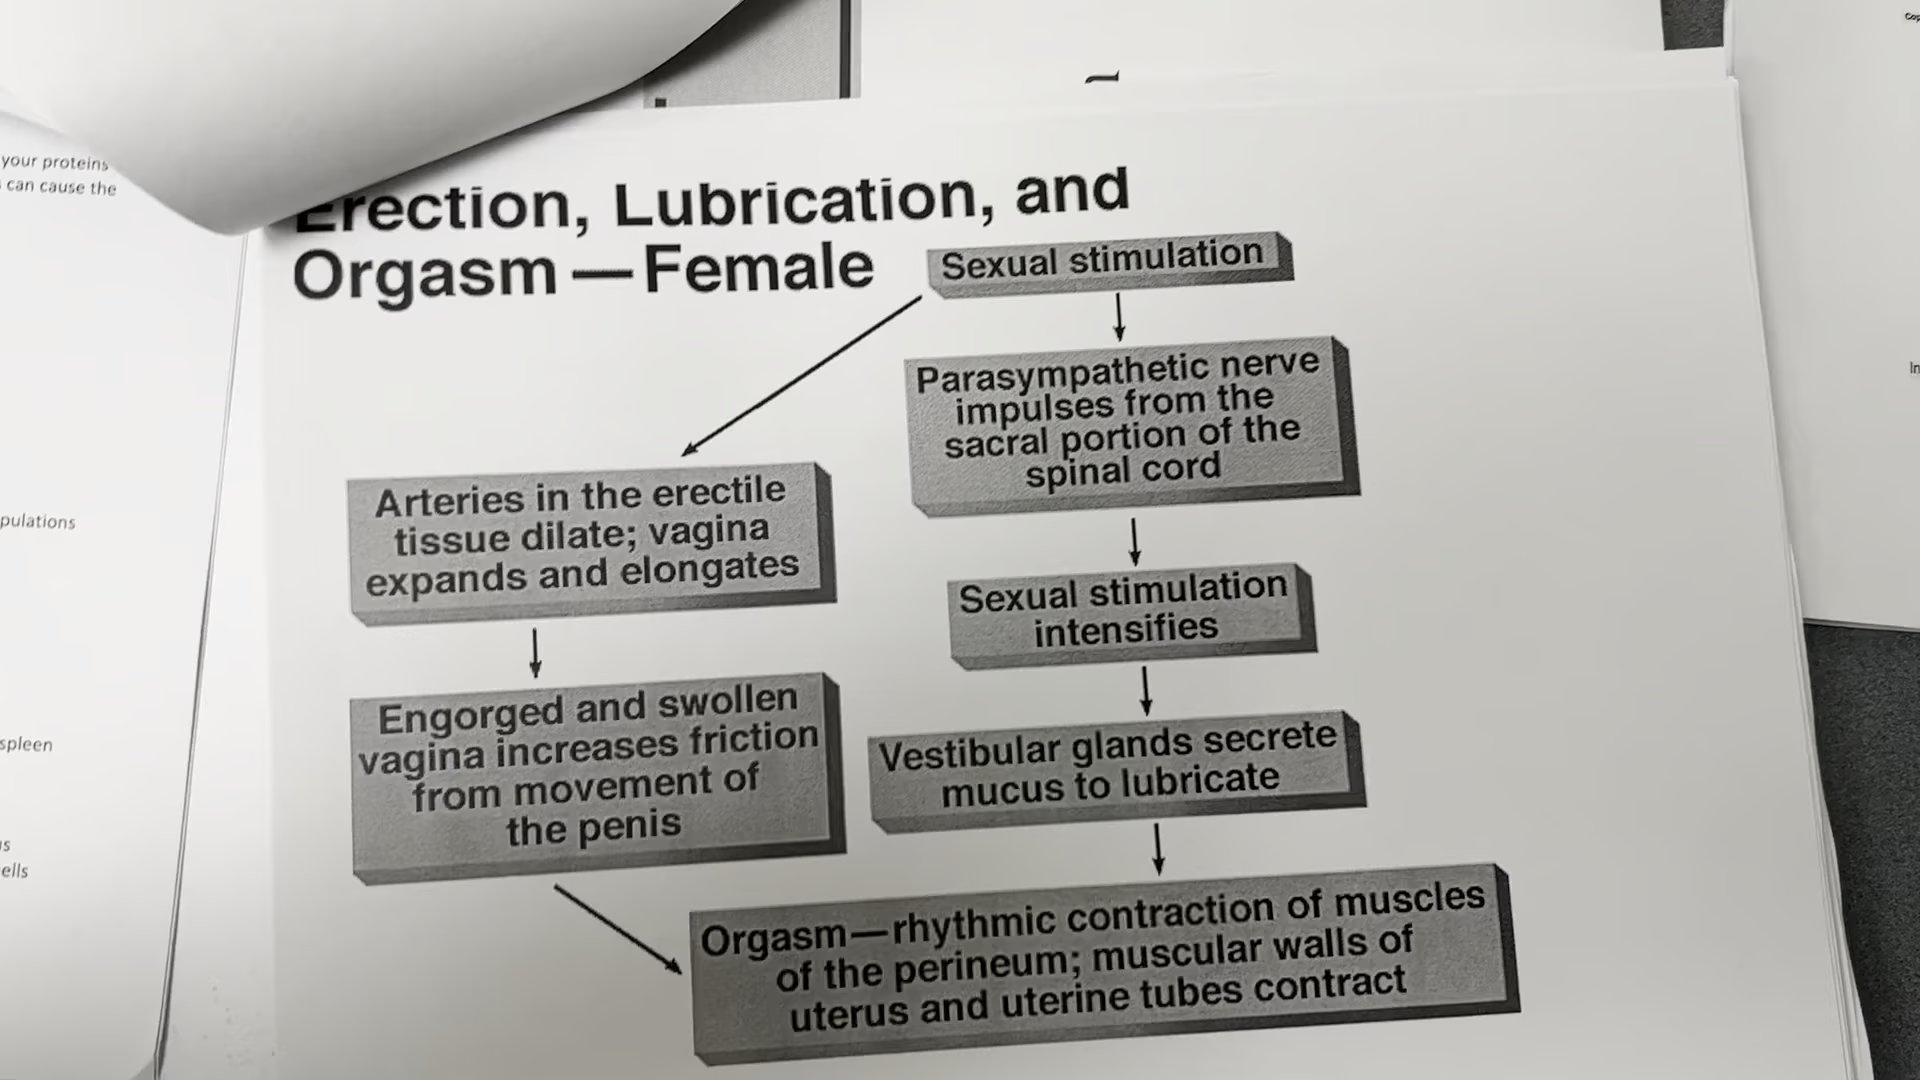 your proteins
can cause the
pulations
spleen
ells
Erection, Lubrication, and
Orgasm—Female
Sexual stimulation
Parasympathetic nerve
impulses from the
sacral portion of the
spinal cord
Arteries in the erectile
tissue dilate; vagina
expands and elongates
Sexual stimulation
intensifies
Engorged and swollen
vagina increases friction
from movement of
the penis
Vestibular glands secrete
mucus to lubricate
Orgasm—rhythmic contraction of muscles
of the perineum; muscular walls of
uterus and uterine tubes contract